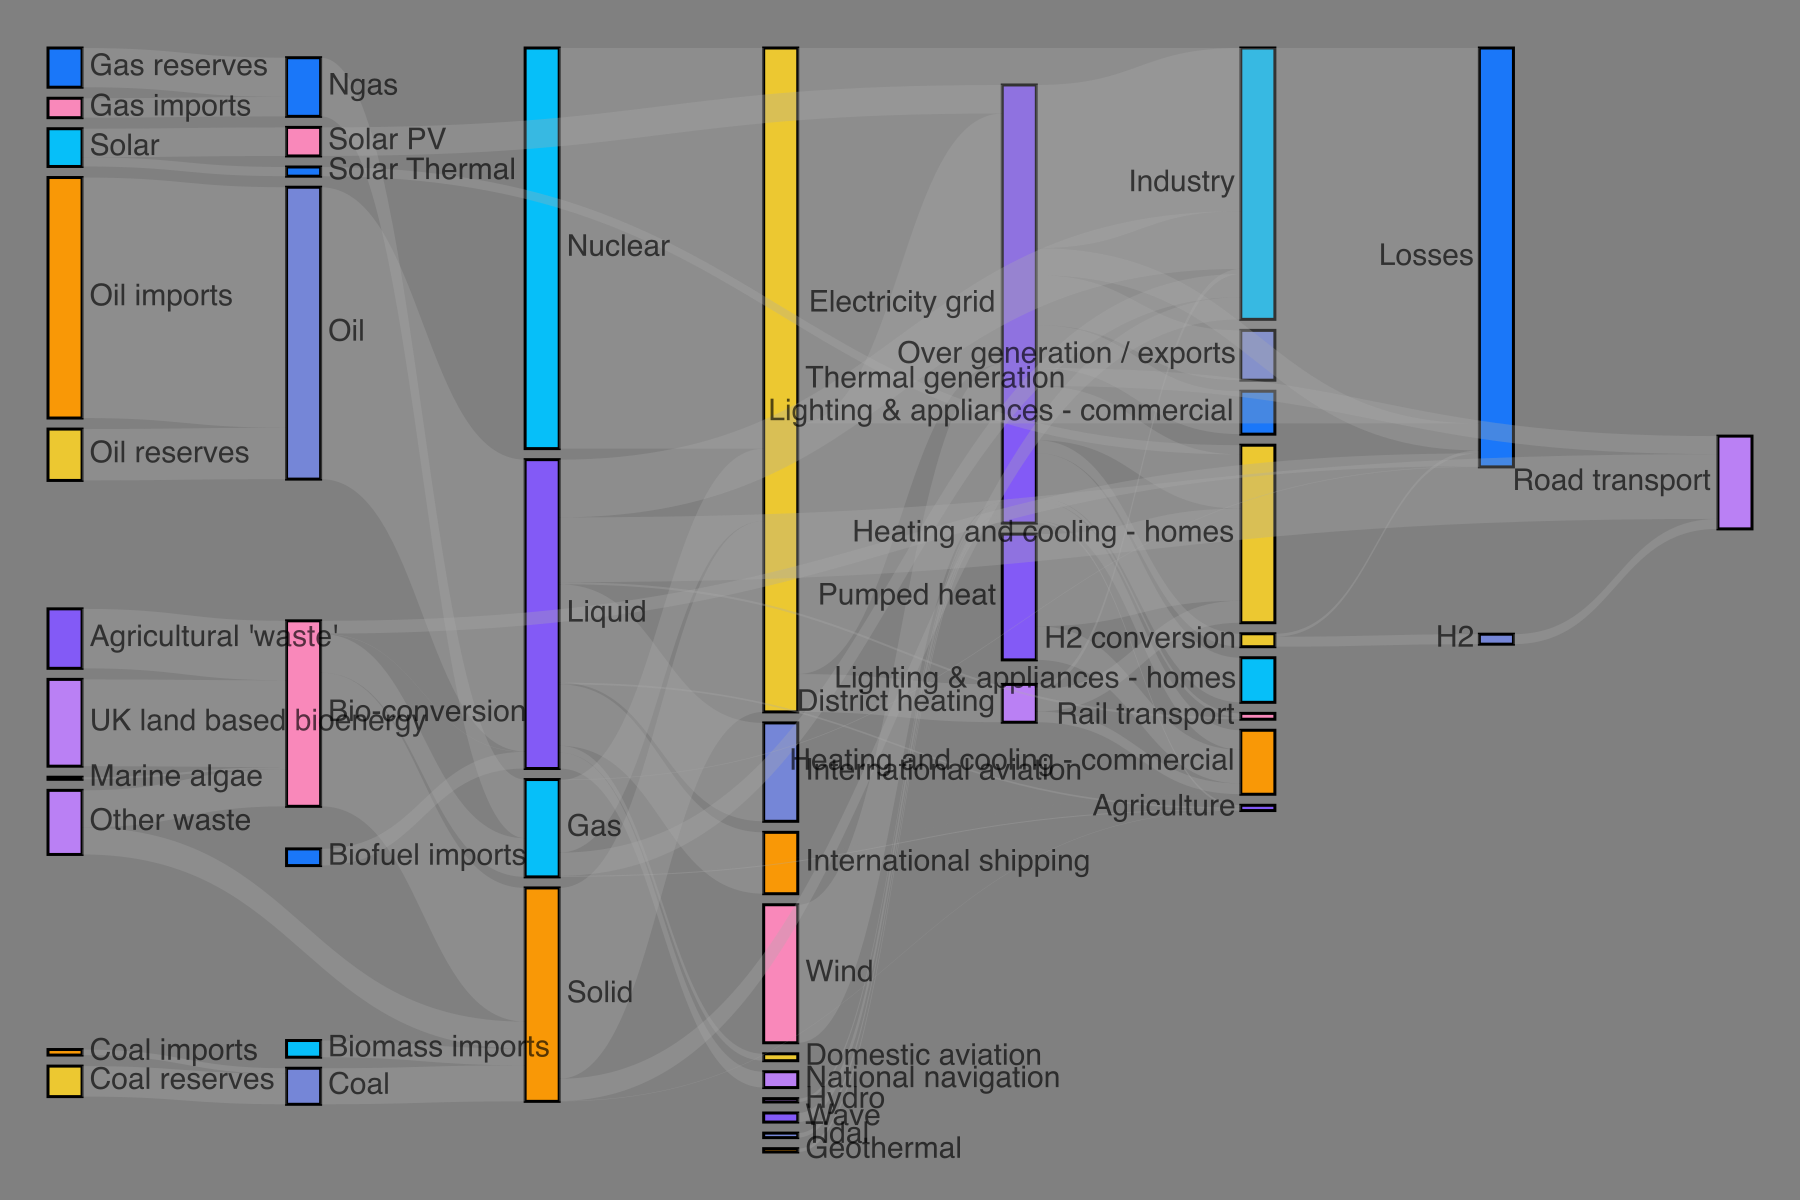 Gas reserves
Gas imports
Solar
Oil imports
Oil reserves
Agricultural 'waste'
UK land based bioenergy
Marine algae
Other waste
Coal imports
Coal reserves
Ngas
Solar PV
Solar Thermal
Oil
Bio-conversion
Biofuel imports
Biomass imports
Coal
Nuclear
Liquid
Gas
Solid
Thermal generation
International aviation
International shipping
Wind
Domestic aviation
National navigation
Hydro
Wave
Tidal
Geothermal
Electricity grid
Pumped heat
District heating
Industry
Over generation / exports
Lighting & appliances - commercial
Heating and cooling - homes
H2 conversion
Lighting & appliances - homes
Rail transport
Heating and cooling - commercial
Agriculture
Losses
H2
Road transport